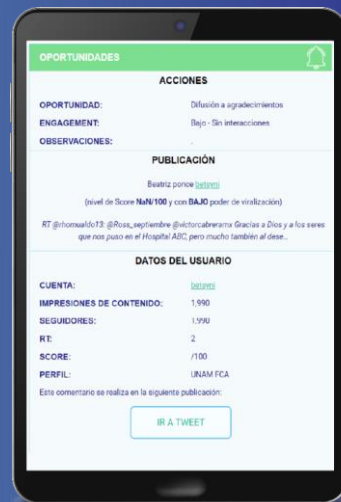 OPORTUNIDADES
ACCIONES
OPORTUNIDAD: Difusión a agradecimientos
ENGAGEMENT: Bajo - Sin interacciones
OBSERVACIONES: .
PUBLICACIÓN
Beatriz ponce
(nivel de Score NaN/100 y con BAJO poder de viralización)
RT @rhomualdo13: @Ross_septiembre @victorcabreramx Gracias a Dios y a los seres
que nos puso en el Hospital ABC, pero mucho también al dese...
DATOS DEL USUARIO
CUENTA:
IMPRESIONES DE CONTENIDO: 1,990
SEGUIDORES: 1,990
RT: 2
SCORE: /100
PERFIL: UNAM FCA
Este comentario se realiza en la siguiente publicación:
IR A TWEET